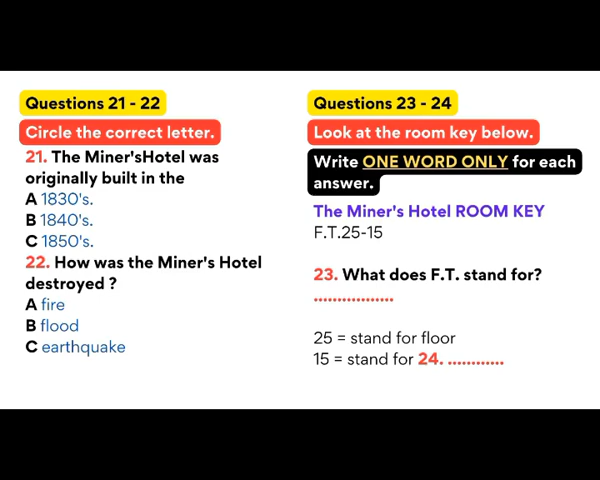 Questions 21 - 22
Circle the correct letter.
21. The Miner'sHotel was
originally built in the
A 1830's.
B 1840's.
C 1850's.
22. How was the Miner's Hotel
destroyed ?
A fire
B flood
C earthquake
Questions 23 - 24
Look at the room key below.
Write ONE WORD ONLY for each
answer.
The Miner's Hotel ROOM KEY
F.T.25-15
23. What does F.T. stand for?
.................
25 = stand for floor
15 = stand for 24. ............